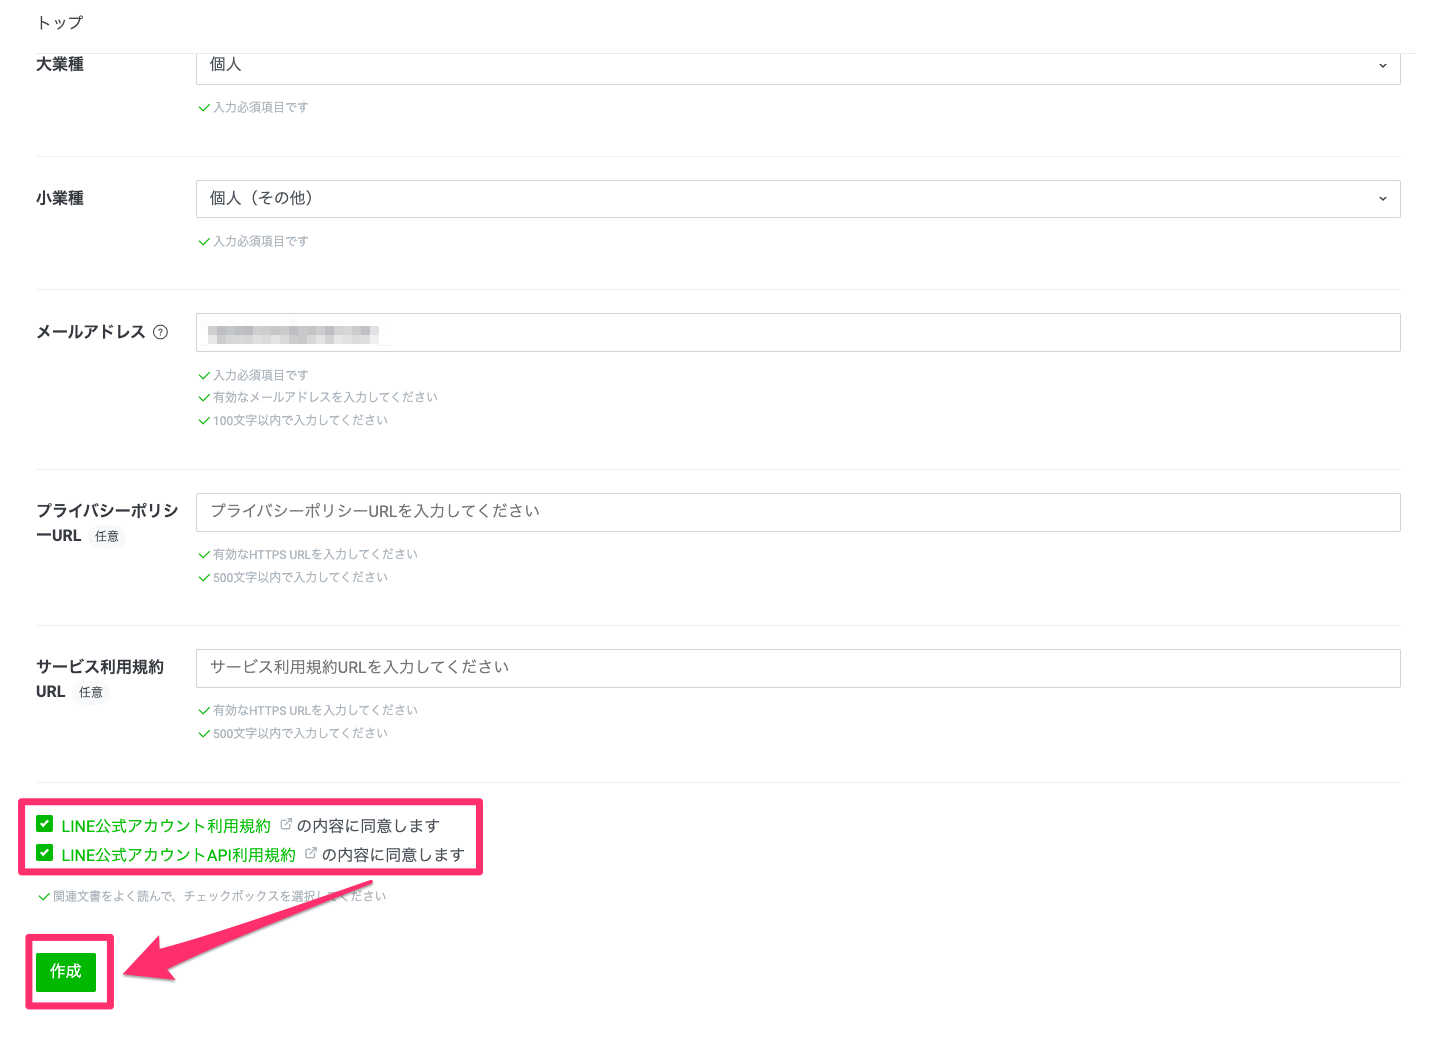 トップ
大業種
個人
入力必須項目です
小業種
個人（その他）
入力必須項目です
メールアドレス ?
入力必須項目です
有効なメールアドレスを入力してください
100文字以内で入力してください
プライバシーポリシ
ーURL 任意
プライバシーポリシーURLを入力してください
有効なHTTPS URLを入力してください
500文字以内で入力してください
サービス利用規約
URL 任意
サービス利用規約URLを入力してください
有効なHTTPS URLを入力してください
500文字以内で入力してください
LINE公式アカウント利用規約 の内容に同意します
LINE公式アカウントAPI利用規約 の内容に同意します
関連文書をよく読んで、チェックボックスを選択してください
作成